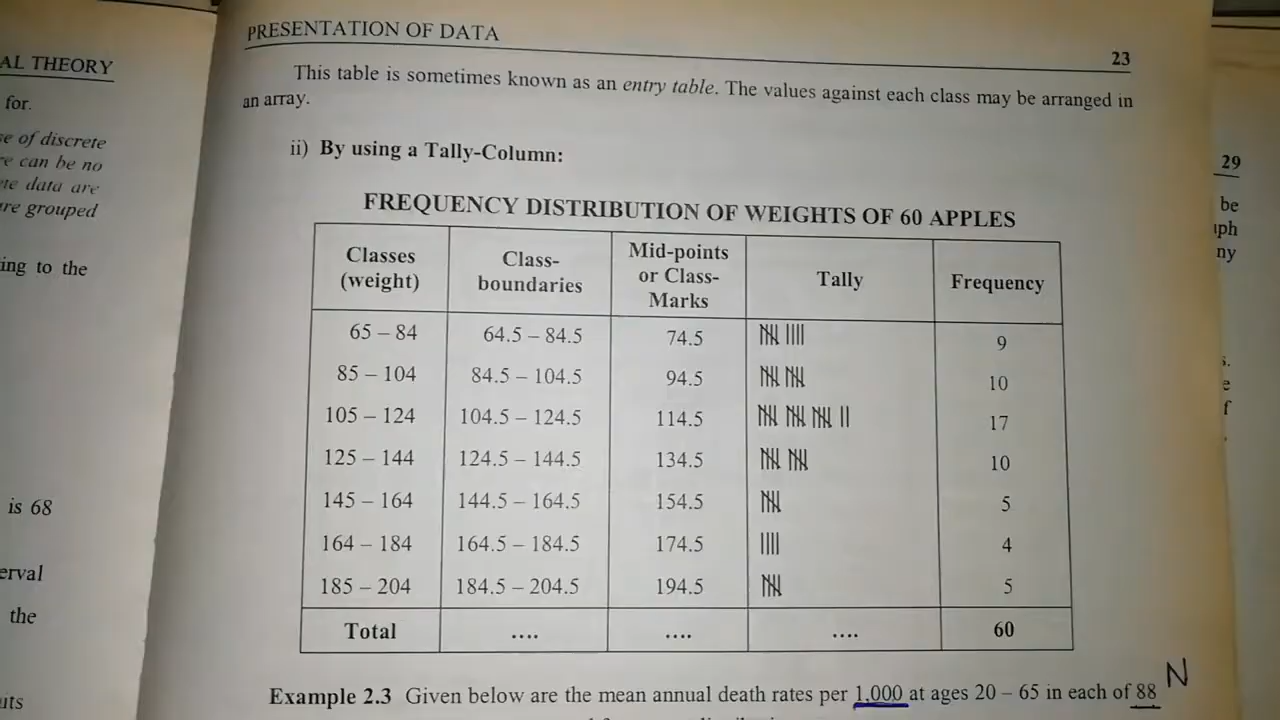 AL THEORY
for.
se of discrete
re can be no
ete data are
are grouped
ing to the
is 68
erval
the
its
PRESENTATION OF DATA 23
This table is sometimes known as an entry table. The values against each class may be arranged in
an array.
ii) By using a Tally-Column:
FREQUENCY DISTRIBUTION OF WEIGHTS OF 60 APPLES
Classes (weight) Class-boundaries Mid-points or Class-Marks Tally Frequency
65 – 84 64.5 – 84.5 74.5 9
85 – 104 84.5 – 104.5 94.5 10
105 – 124 104.5 – 124.5 114.5 17
125 – 144 124.5 – 144.5 134.5 10
145 – 164 144.5 – 164.5 154.5 5
164 – 184 164.5 – 184.5 174.5 4
185 – 204 184.5 – 204.5 194.5 5
Total .... .... .... 60
N
Example 2.3 Given below are the mean annual death rates per 1,000 at ages 20 – 65 in each of 88
29
be
aph
ny
s.
e
f